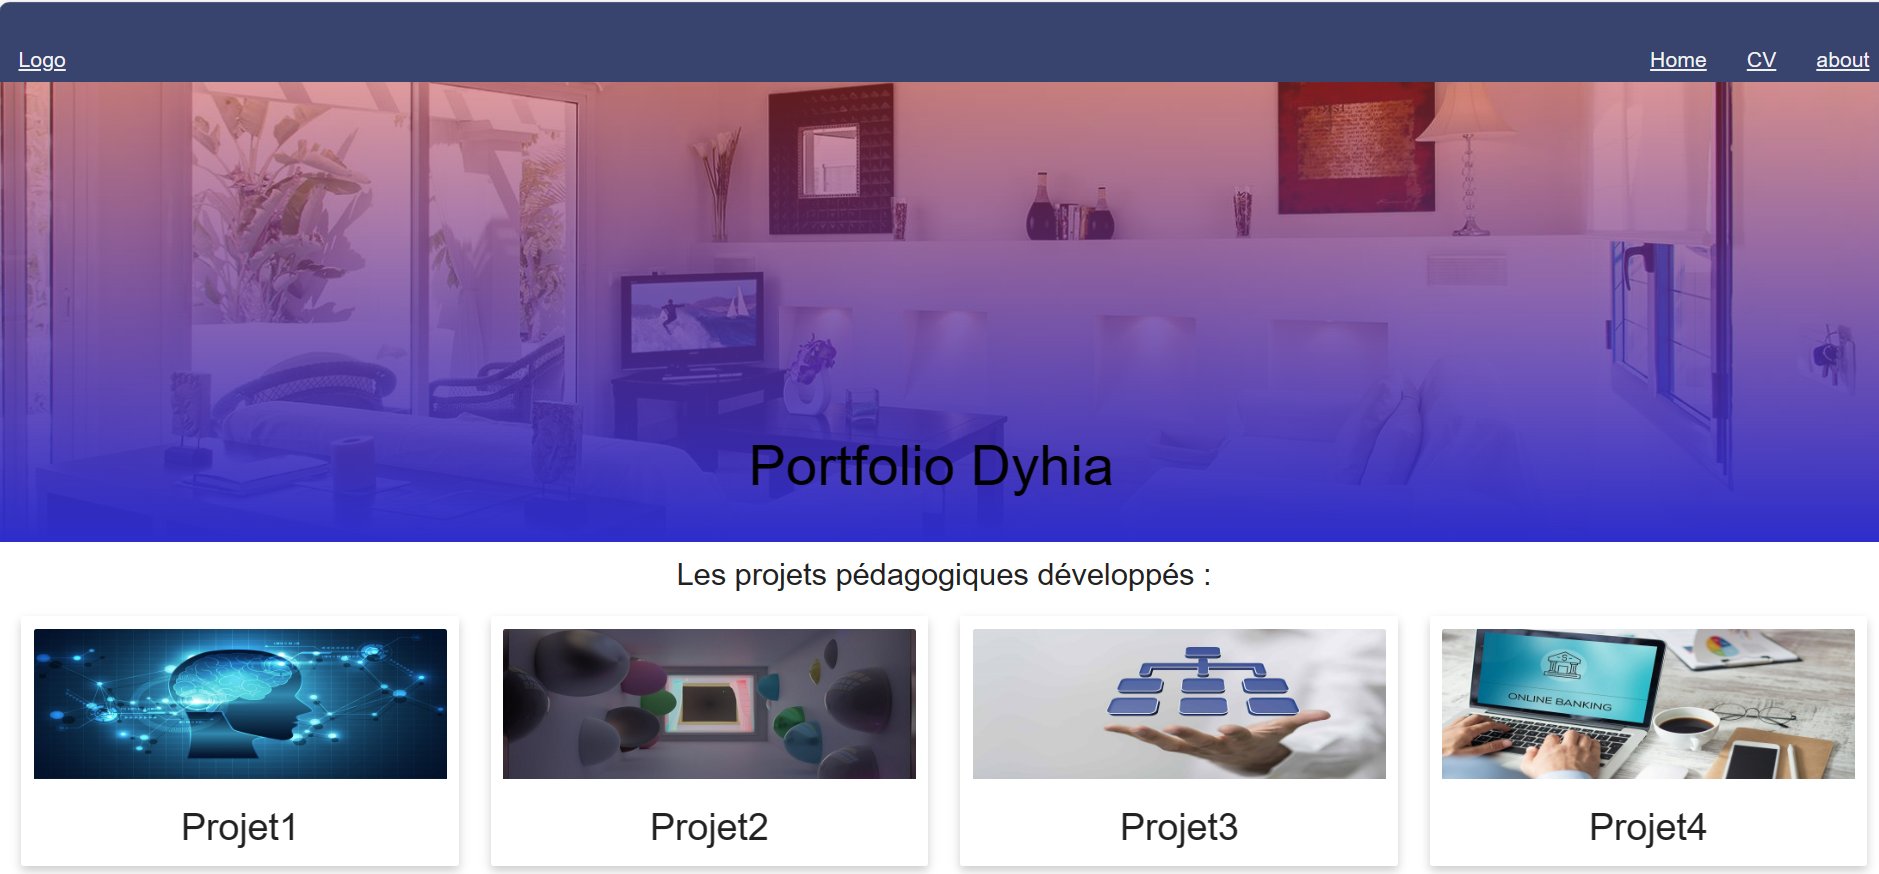 Logo
Home CV about
Portfolio Dyhia
Les projets pédagogiques développés :
ONLINE BANKING
Projet1
Projet2
Projet3
Projet4